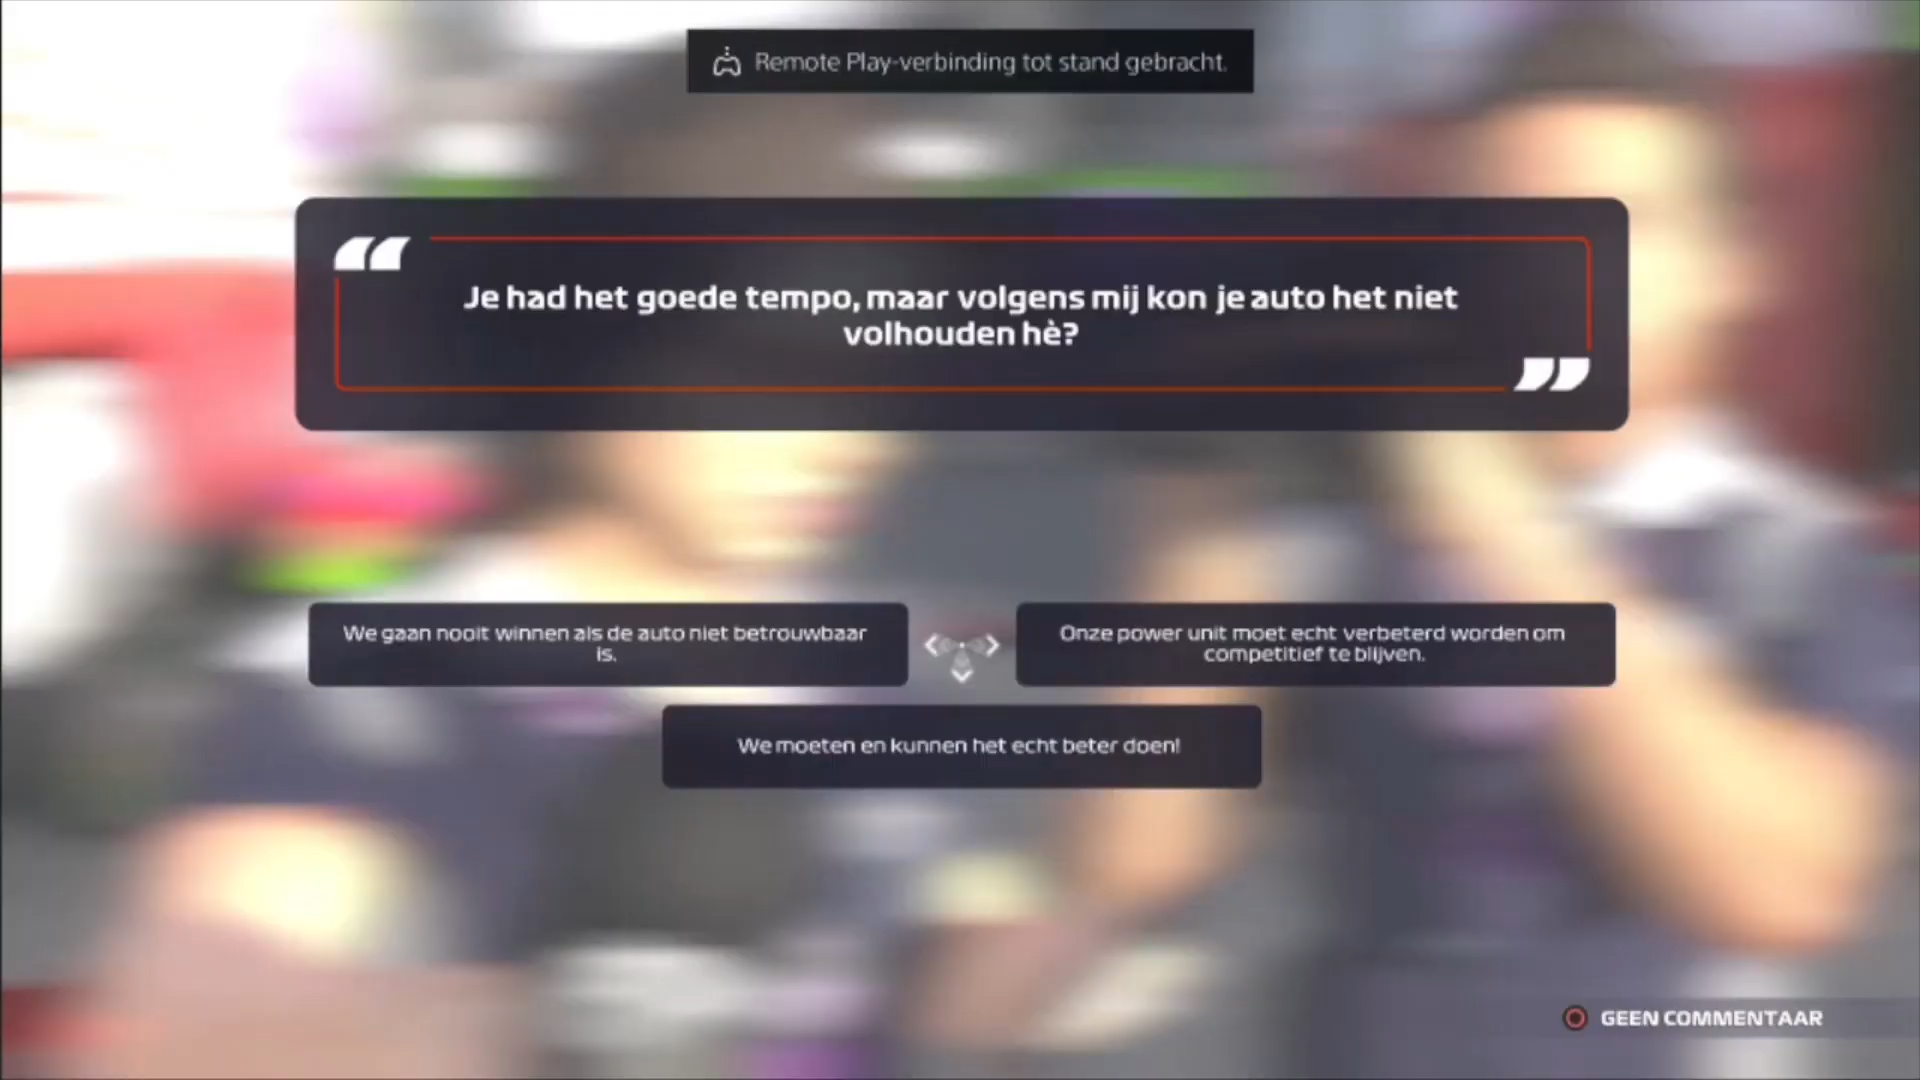 Remote Play-verbinding tot stand gebracht.
Je had het goede tempo, maar volgens mij kon je auto het niet
volhouden hè?
We gaan nooit winnen als de auto niet betrouwbaar
is.
Onze power unit moet echt verbeterd worden om
competitief te blijven.
We moeten en kunnen het echt beter doen!
GEEN COMMENTAAR